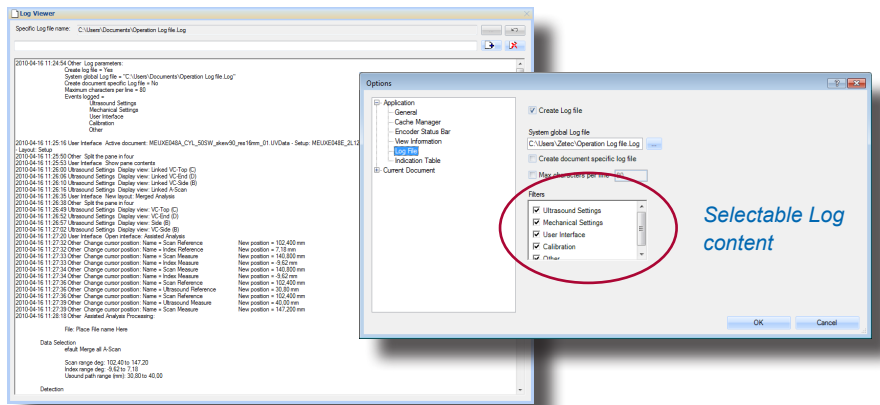 Log Viewer
Specific Log file name: C:\Users\Documents\Operation Log file.Log
2010-04-16 11:24:54 Other Log parameters:
Create log file = Yes
System global Log file = "C:\Users\Documents\Operation Log file.Log"
Create document specific Log file = No
Maximum characters per line = 80
Events logged =
Ultrasound Settings
Mechanical Settings
User Interface
Calibration
Other
2010-04-16 11:25:16 User Interface Active document: MEUXE048A_CYL_50SW_skew90_res16mm_01.UVData - Setup: MEUXE048E_2L12
- Layout: Setup
2010-04-16 11:25:50 Other Split the pane in four
2010-04-16 11:25:53 User Interface Show pane contents
2010-04-16 11:26:00 Ultrasound Settings Display view: Linked VC-Top (C)
2010-04-16 11:26:06 Ultrasound Settings Display view: Linked VC-End (D)
2010-04-16 11:26:10 Ultrasound Settings Display view: Linked VC-Side (B)
2010-04-16 11:26:16 Ultrasound Settings Display view: Linked A-Scan
2010-04-16 11:26:35 User Interface New layout: Merged Analysis
2010-04-16 11:26:38 Other Split the pane in four
2010-04-16 11:26:49 Ultrasound Settings Display view: VC-Top (C)
2010-04-16 11:26:52 Ultrasound Settings Display view: VC-End (D)
2010-04-16 11:26:57 Ultrasound Settings Display view: Side (B)
2010-04-16 11:27:02 Ultrasound Settings Display view: VC-Side (B)
2010-04-16 11:27:20 User Interface Open interface: Assisted Analysis
2010-04-16 11:27:32 Other Change cursor position: Name = Scan Reference New position = 102,400 mm
2010-04-16 11:27:32 Other Change cursor position: Name = Index Reference New position = 7,18 mm
2010-04-16 11:27:33 Other Change cursor position: Name = Scan Measure New position = 140,800 mm
2010-04-16 11:27:33 Other Change cursor position: Name = Index Measure New position = -9,62 mm
2010-04-16 11:27:34 Other Change cursor position: Name = Scan Measure New position = 140,800 mm
2010-04-16 11:27:34 Other Change cursor position: Name = Index Measure New position = -9,62 mm
2010-04-16 11:27:36 Other Change cursor position: Name = Scan Reference New position = 102,400 mm
2010-04-16 11:27:36 Other Change cursor position: Name = Ultrasound Reference New position = 30,80 mm
2010-04-16 11:27:36 Other Change cursor position: Name = Scan Reference New position = 102,400 mm
2010-04-16 11:27:39 Other Change cursor position: Name = Ultrasound Measure New position = 40,00 mm
2010-04-16 11:27:39 Other Change cursor position: Name = Scan Measure New position = 147,200 mm
2010-04-16 11:28:18 Other Assisted Analysis Processing:
File: Place File name Here
Data Selection
efault Merge all A-Scan
Scan range deg: 102,40 to 147,20
Index range deg: -9,62 to 7,18
Usound path range (mm): 30,80 to 40,00
Detection
Options
Application
General
Cache Manager
Encoder Status Bar
View Information
Log File
Indication Table
Current Document
Create Log file
System global Log file
C:\Users\Zetec\Operation Log file.Log
...
Create document specific log file
Max characters per line 80
Filters
Ultrasound Settings
Mechanical Settings
User Interface
Calibration
Other
OK
Cancel
Selectable Log
content